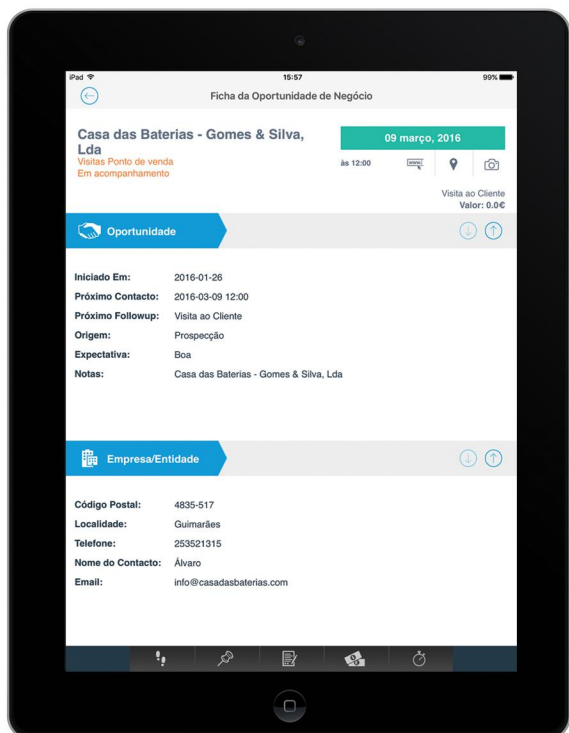 iPad 15:57 99%
Ficha da Oportunidade de Negócio
Casa das Baterias - Gomes & Silva,
Lda
09 março, 2016
Visitas Ponto de venda
Em acompanhamento
às 12:00 www
Visita ao Cliente
Valor: 0.0€
Oportunidade
Iniciado Em: 2016-01-26
Próximo Contacto: 2016-03-09 12:00
Próximo Followup: Visita ao Cliente
Origem: Prospecção
Expectativa: Boa
Notas: Casa das Baterias - Gomes & Silva, Lda
Empresa/Entidade
Código Postal: 4835-517
Localidade: Guimarães
Telefone: 253521315
Nome do Contacto: Álvaro
Email: info@casadasbaterias.com